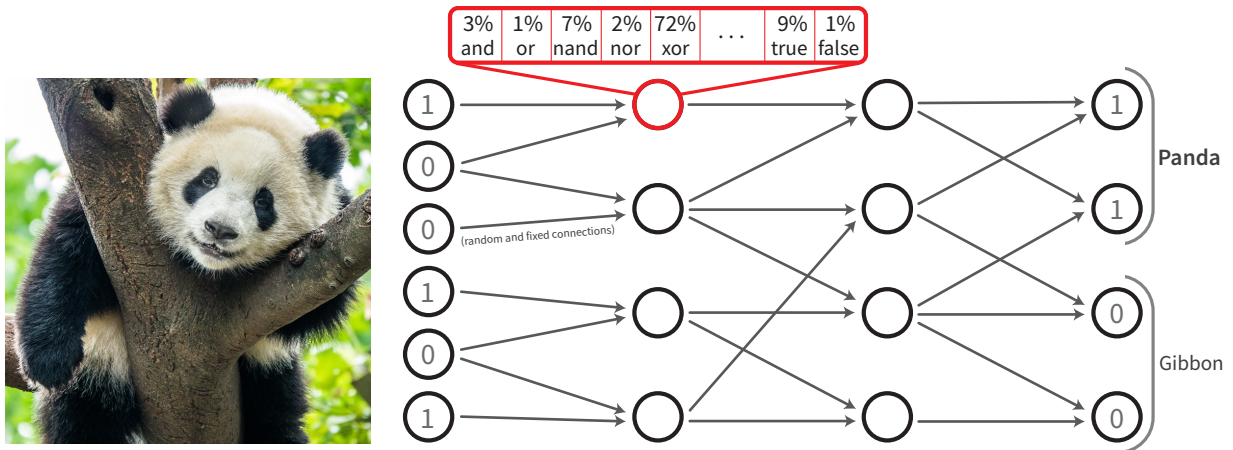 3% 1% 7% 2% 72% ... 9% 1%
and or nand nor xor true false
1
0
0
1
0
1
(random and fixed connections)
1
1
0
0
Panda
Gibbon